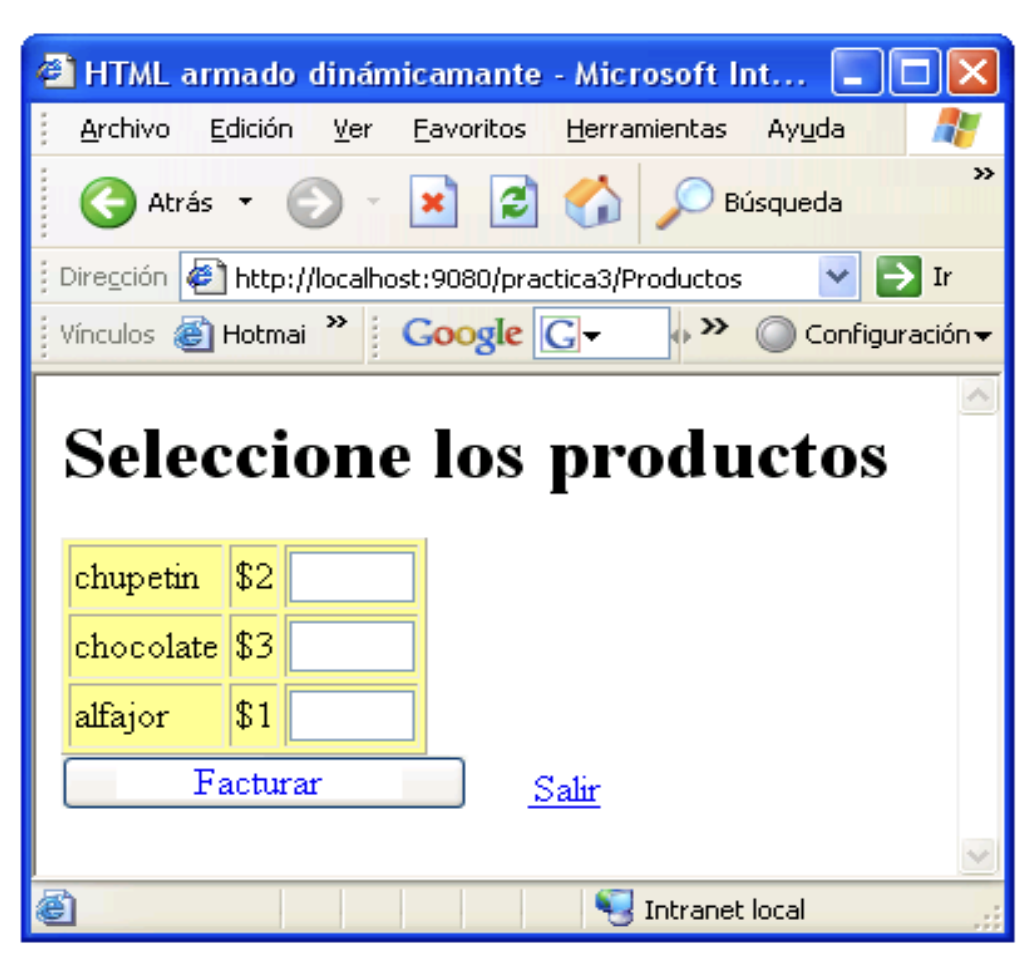 HTML armado dinámicamante - Microsoft Int...
Archivo Edición Ver Favoritos Herramientas Ayuda
Atrás Búsqueda »
Dirección http://localhost:9080/practica3/Productos Ir
Vínculos Hotmai » Google G » Configuración
Seleccione los productos
chupetin $2
chocolate $3
alfajor $1
Facturar Salir
Intranet local